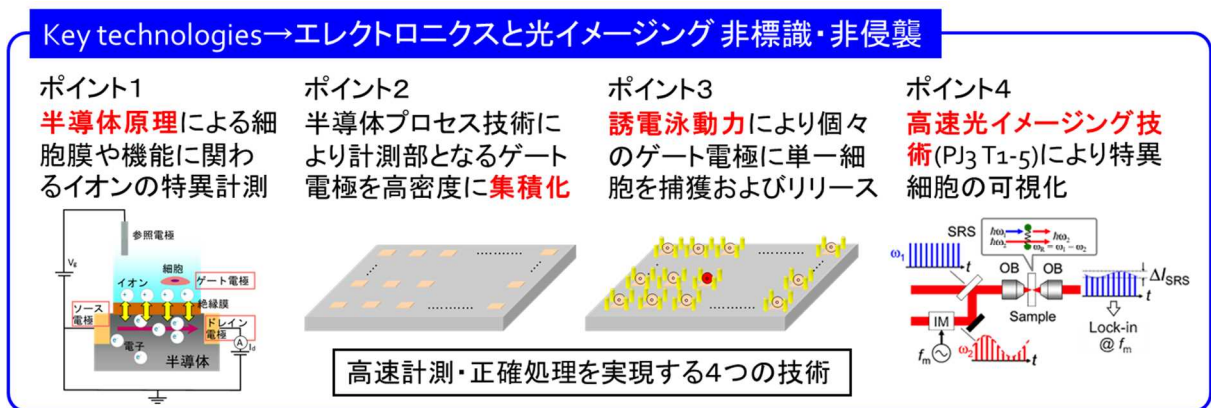 Key technologies→エレクトロニクスと光イメージング 非標識・非侵襲
ポイント1
半導体原理による細
胞膜や機能に関わ
るイオンの特異計測
ポイント2
半導体プロセス技術に
より計測部となるゲート
電極を高密度に集積化
ポイント3
誘電泳動力により個々
のゲート電極に単一細
胞を捕獲およびリリース
ポイント4
高速光イメージング技
術(PJ3 T1-5)により特異
細胞の可視化
参照電極
Vg
細胞
イオン
ゲート電極
絶縁膜
ソース
電極
ドレイン
電極
電子
半導体
A
Id
SRS
ω1
t
ħω1
ħω2
ħω2
ωR = ω1 − ω2
OB
OB
Sample
ΔISRS
t
Lock-in
@ fm
IM
fm
ω2
t
高速計測・正確処理を実現する4つの技術